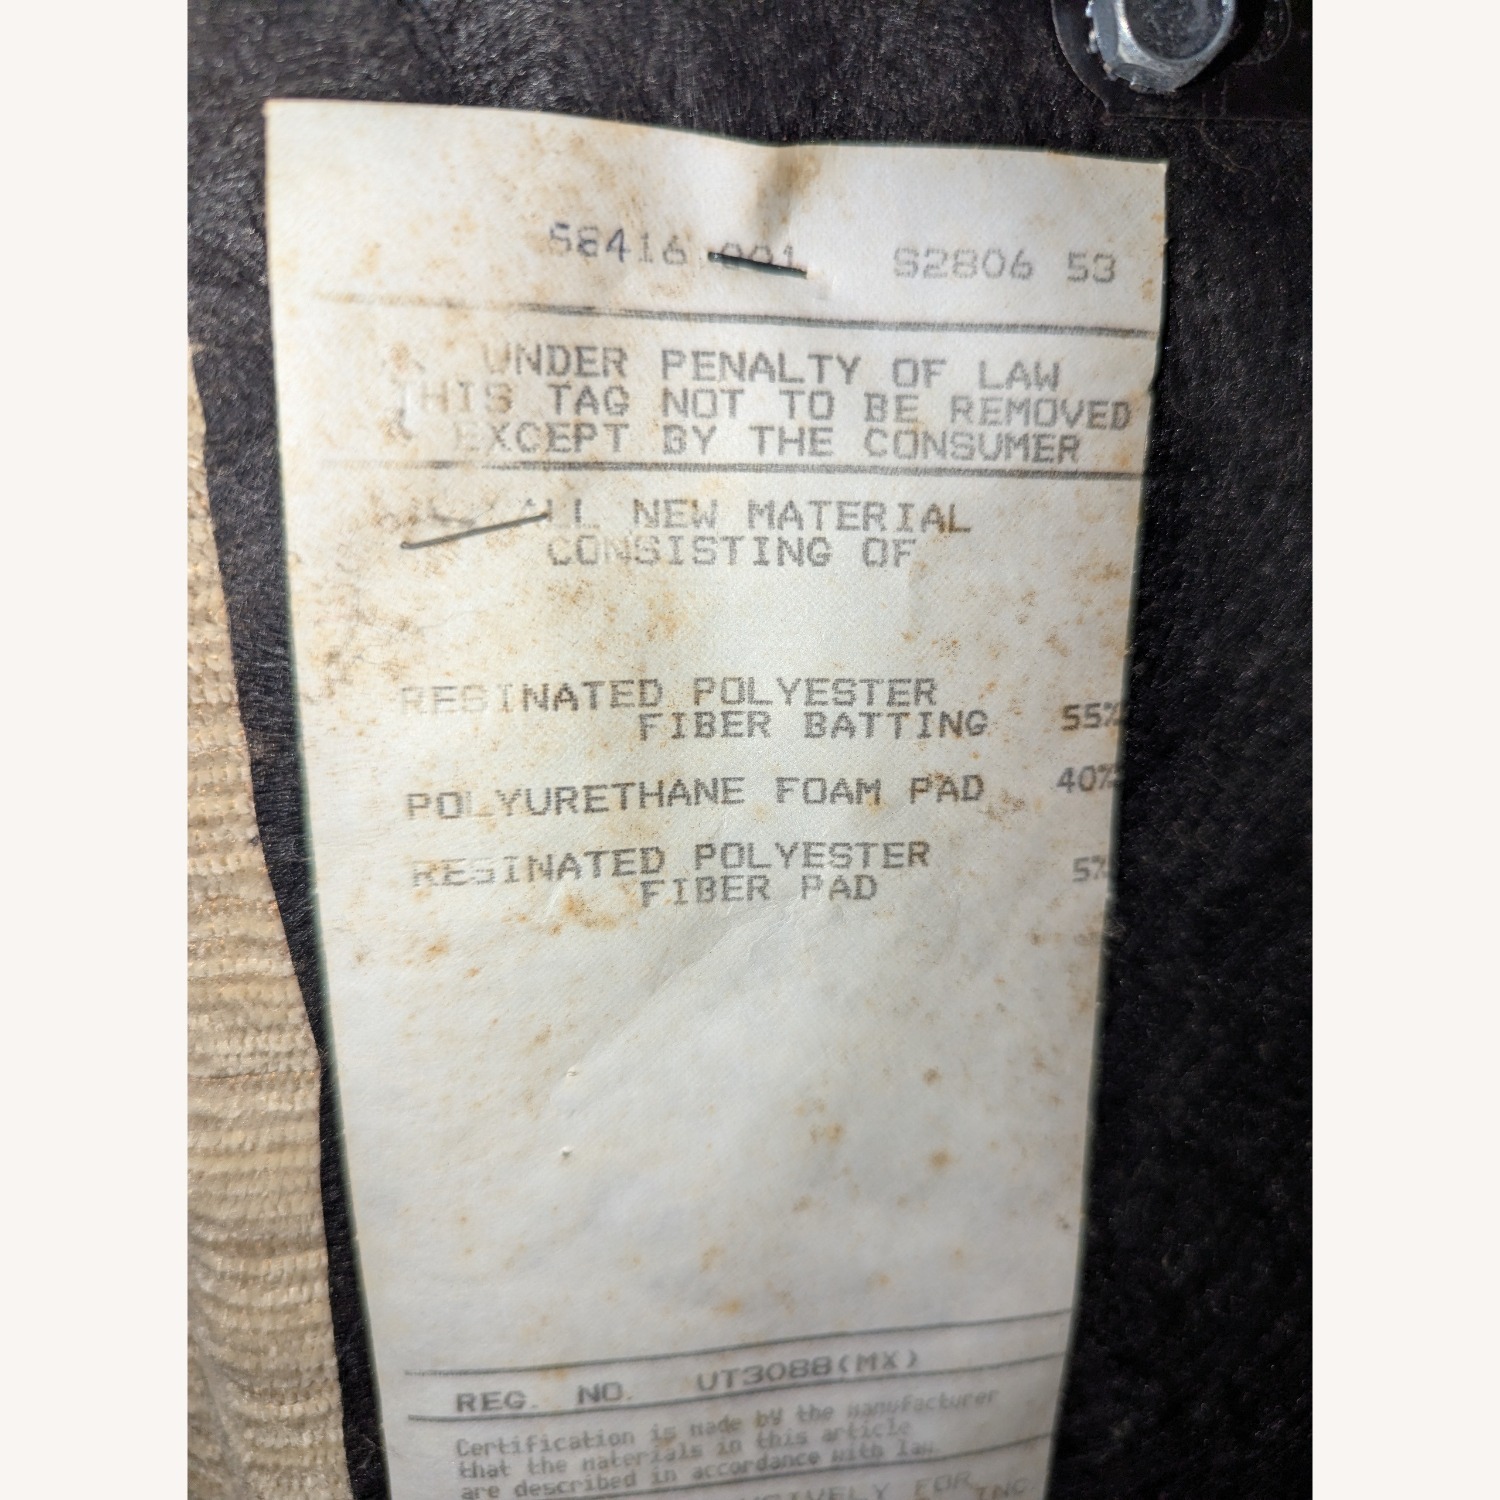 58416 001 S2806 53
UNDER PENALTY OF LAW
THIS TAG NOT TO BE REMOVED
EXCEPT BY THE CONSUMER
ALL NEW MATERIAL
CONSISTING OF
RESINATED POLYESTER
FIBER BATTING 55%
POLYURETHANE FOAM PAD 40%
RESINATED POLYESTER
FIBER PAD 5%
REG. NO. UT3088(MX)
Certification is made by the manufacturer
that the materials in this article
are described in accordance with law.
FOR
INC.